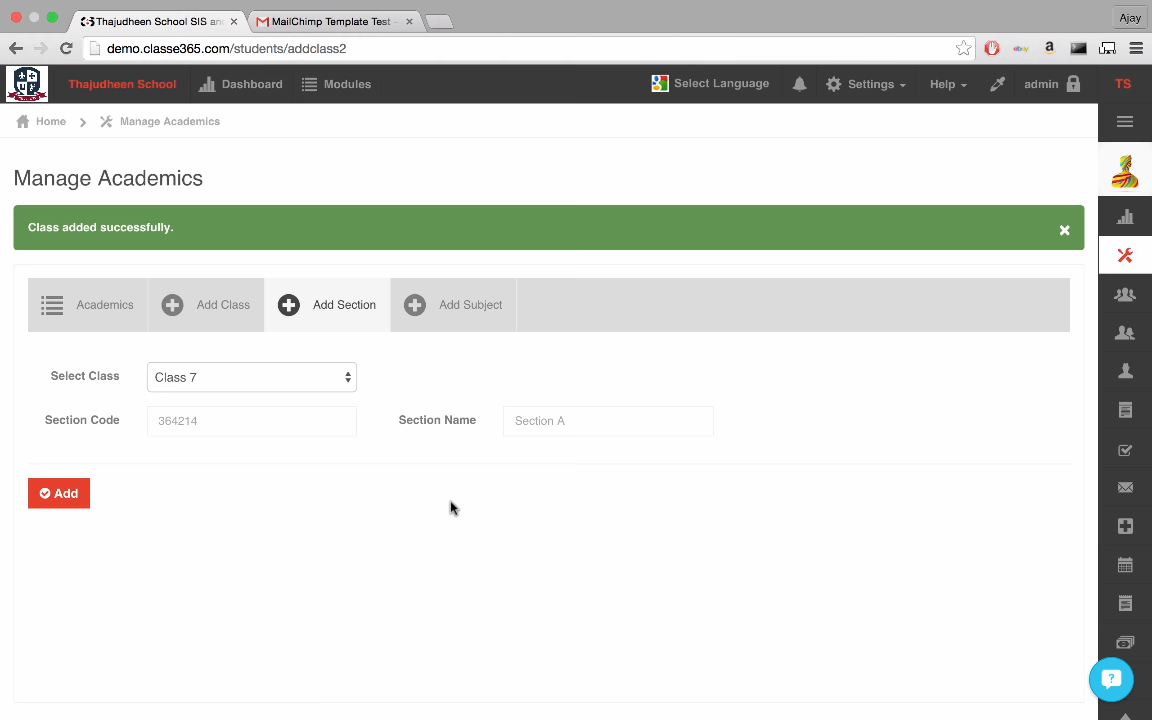 Thajudheen School SIS an
MailChimp Template Test -
Ajay
demo.classe365.com/students/addclass2
ebay
a
Thajudheen School
Dashboard
Modules
Select Language
Settings
Help
admin
TS
Home
Manage Academics
Manage Academics
Class added successfully.
Academics
Add Class
Add Section
Add Subject
Select Class
Class 7
Section Code
364214
Section Name
Section A
Add